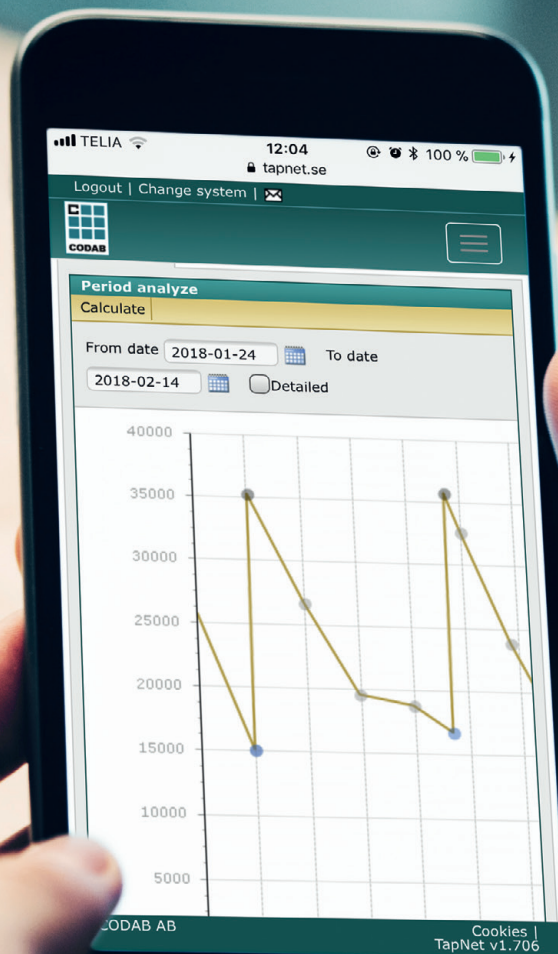 TELIA 12:04 100 %
tapnet.se
Logout | Change system |
C
CODAB
Period analyze
Calculate
From date 2018-01-24 To date
2018-02-14 Detailed
40000
35000
30000
25000
20000
15000
10000
5000
CODAB AB Cookies |
TapNet v1.706